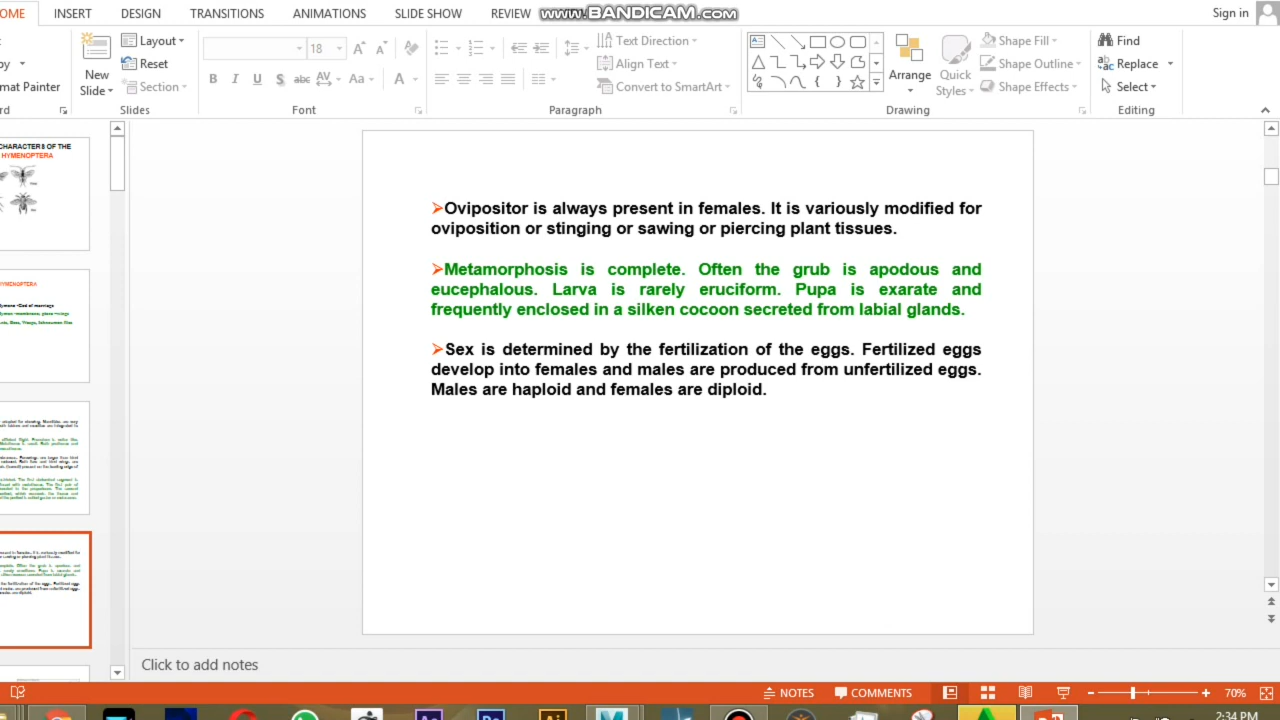 OME INSERT DESIGN TRANSITIONS ANIMATIONS SLIDE SHOW REVIEW www.BANDICAM.com Sign in
New Slide
Layout
Reset
Section
mat Painter
18
B I U S abc AV Aa A
Text Direction
Align Text
Convert to SmartArt
Arrange
Quick Styles
Shape Fill
Shape Outline
Shape Effects
Find
Replace
Select
rd Slides Font Paragraph Drawing Editing
CHARACTERS OF THE
HYMENOPTERA
HYMENOPTERA
➢Ovipositor is always present in females. It is variously modified for
oviposition or stinging or sawing or piercing plant tissues.
➢Metamorphosis is complete. Often the grub is apodous and
eucephalous. Larva is rarely eruciform. Pupa is exarate and
frequently enclosed in a silken cocoon secreted from labial glands.
➢Sex is determined by the fertilization of the eggs. Fertilized eggs
develop into females and males are produced from unfertilized eggs.
Males are haploid and females are diploid.
Click to add notes
NOTES COMMENTS 70%
2:34 PM